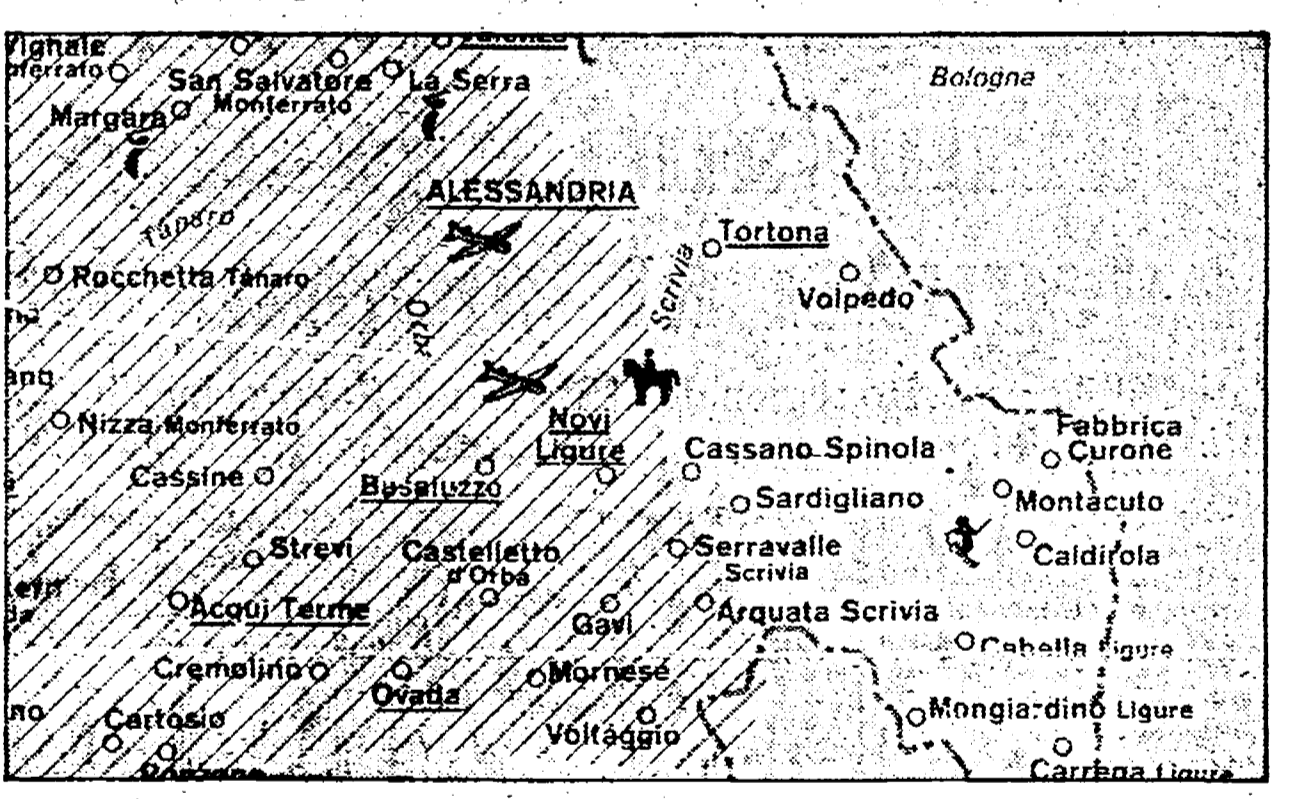 Vignale
San Salvatore
Monferrato
La Serra
Margara
Bologna
ALESSANDRIA
Tanaro
Tortona
Scrivia
Volpedo
Rocchetta Tanaro
Novi
Ligure
Nizza Monferrato
Cassine
Cassano Spinola
Fabbrica
Curone
Sardigliano
Montacuto
Strevi
Castelletto
d'Orba
Serravalle
Scrivia
Caldirola
Acqui Terme
Gavi
Arquata Scrivia
Cabella Ligure
Cremolino
Ovada
Mornese
Cartosio
Voltaggio
Mongiardino Ligure
Carrega Ligure